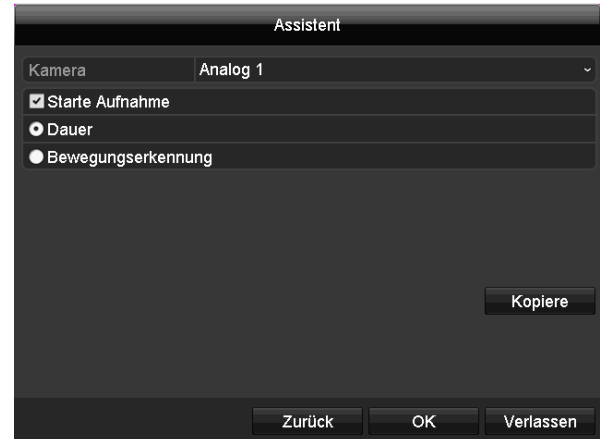 Assistent
Kamera Analog 1
Starte Aufnahme
Dauer
Bewegungserkennung
Kopiere
Zurück OK Verlassen